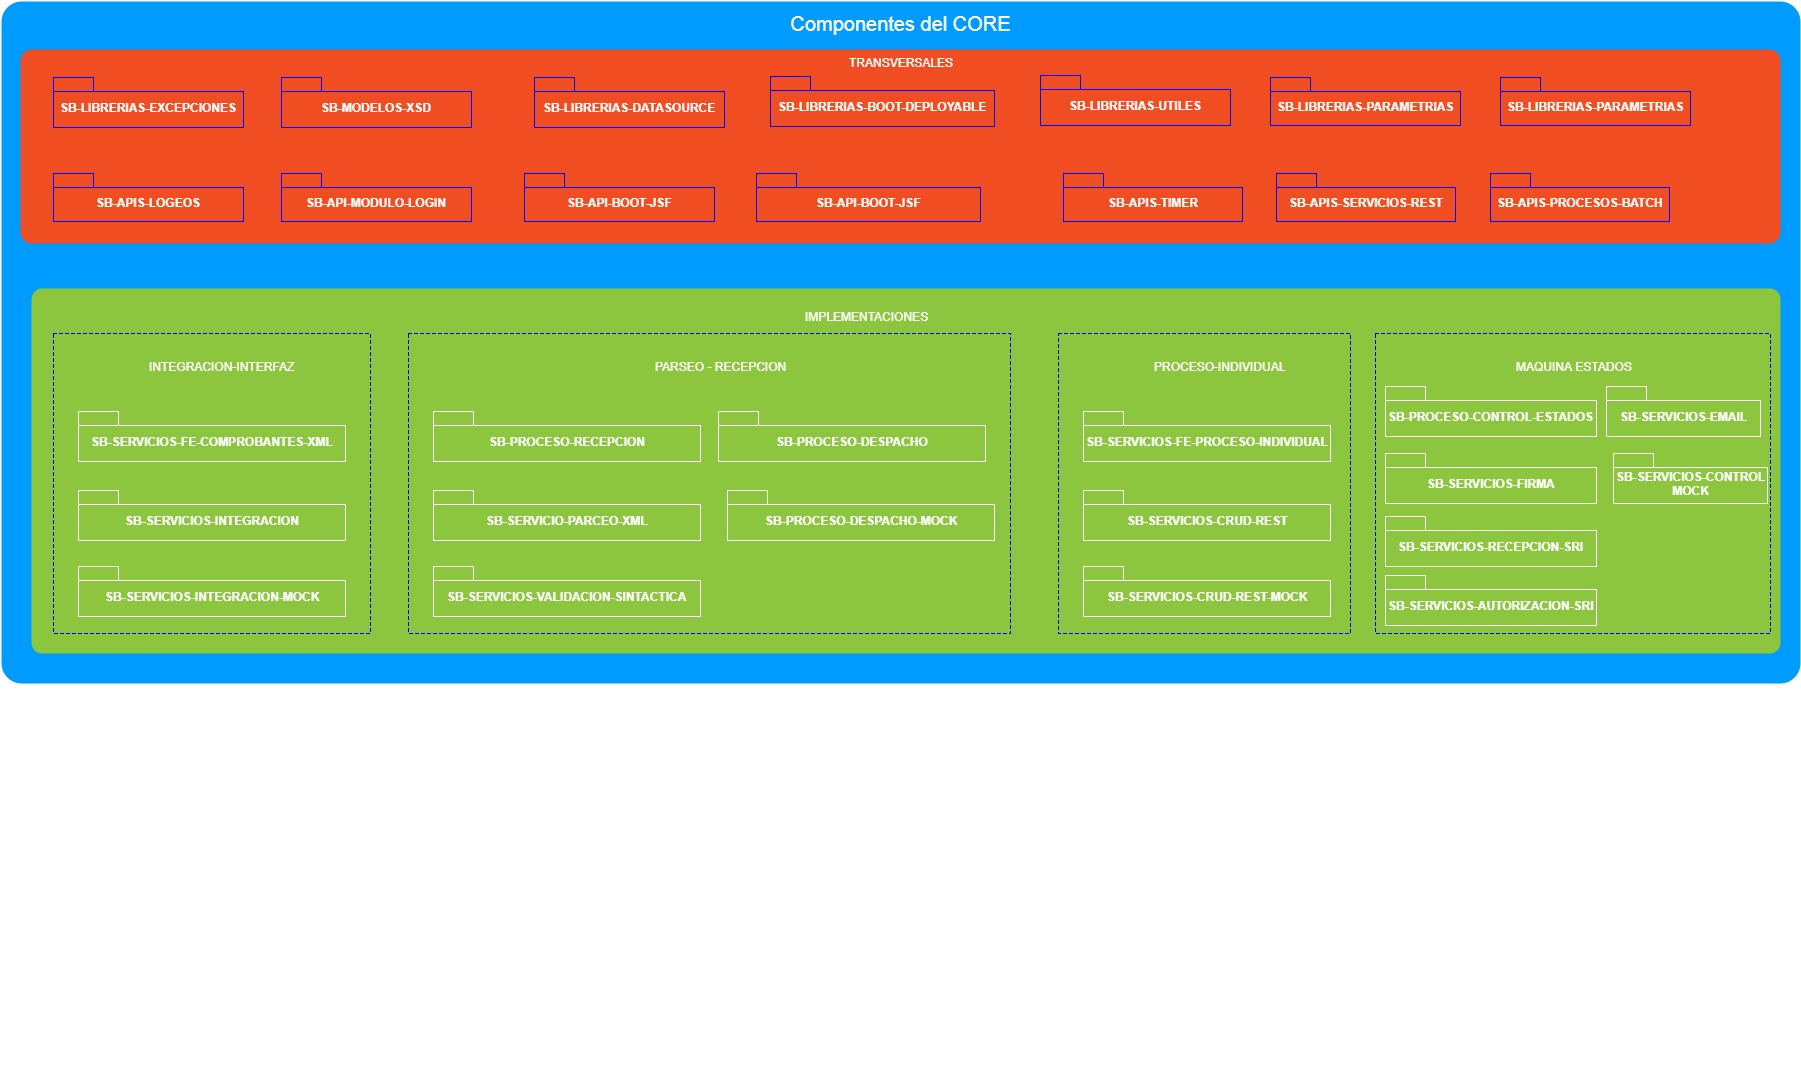 Componentes del CORE
TRANSVERSALES
SB-LIBRERIAS-EXCEPCIONES
SB-MODELOS-XSD
SB-LIBRERIAS-DATASOURCE
SB-LIBRERIAS-BOOT-DEPLOYABLE
SB-LIBRERIAS-UTILES
SB-LIBRERIAS-PARAMETRIAS
SB-LIBRERIAS-PARAMETRIAS
SB-APIS-LOGEOS
SB-API-MODULO-LOGIN
SB-API-BOOT-JSF
SB-API-BOOT-JSF
SB-APIS-TIMER
SB-APIS-SERVICIOS-REST
SB-APIS-PROCESOS-BATCH
IMPLEMENTACIONES
INTEGRACION-INTERFAZ
SB-SERVICIOS-FE-COMPROBANTES-XML
SB-SERVICIOS-INTEGRACION
SB-SERVICIOS-INTEGRACION-MOCK
PARSEO - RECEPCION
SB-PROCESO-RECEPCION
SB-PROCESO-DESPACHO
SB-SERVICIO-PARCEO-XML
SB-PROCESO-DESPACHO-MOCK
SB-SERVICIOS-VALIDACION-SINTACTICA
PROCESO-INDIVIDUAL
SB-SERVICIOS-FE-PROCESO-INDIVIDUAL
SB-SERVICIOS-CRUD-REST
SB-SERVICIOS-CRUD-REST-MOCK
MAQUINA ESTADOS
SB-PROCESO-CONTROL-ESTADOS
SB-SERVICIOS-EMAIL
SB-SERVICIOS-FIRMA
SB-SERVICIOS-CONTROL
MOCK
SB-SERVICIOS-RECEPCION-SRI
SB-SERVICIOS-AUTORIZACION-SRI